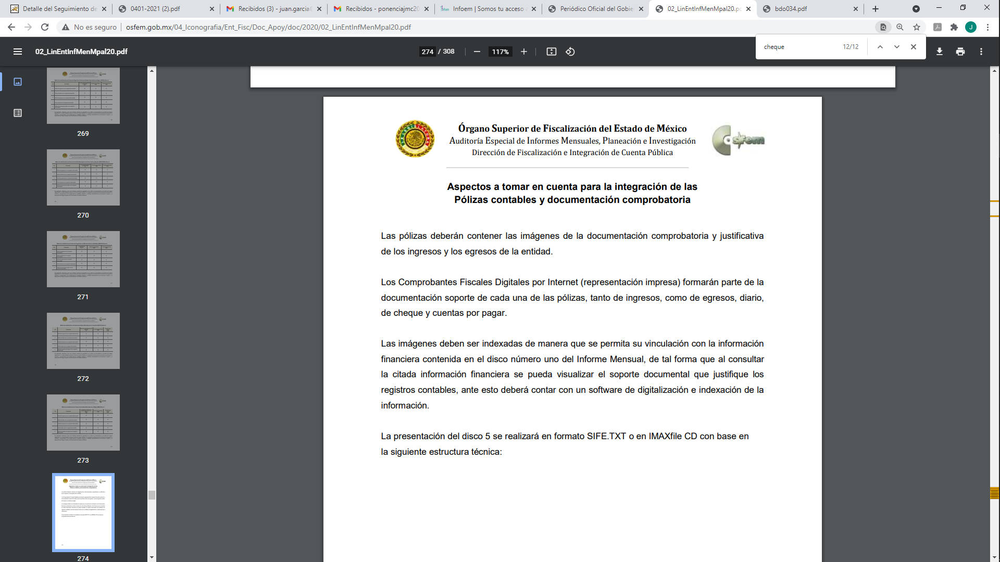 Detalle del Seguimiento de
0401-2021 (2).pdf
Recibidos (3) - juan.garcia
Recibidos - ponenciajmc20
Infoem | Somos tu acceso
Periódico Oficial del Gobie
02_LinEntInfMenMpal20.p
bdo034.pdf
No es seguro
osfem.gob.mx/04_Iconografia/Ent_Fisc/Doc_Apoy/doc/2020/02_LinEntInfMenMpal20.pdf
J
02_LinEntInfMenMpal20.pdf
274 / 308
117%
cheque
12/12
269
270
271
272
273
274
Órgano Superior de Fiscalización del Estado de México
Auditoría Especial de Informes Mensuales, Planeación e Investigación
Dirección de Fiscalización e Integración de Cuenta Pública
osfem
Aspectos a tomar en cuenta para la integración de las
Pólizas contables y documentación comprobatoria
Las pólizas deberán contener las imágenes de la documentación comprobatoria y justificativa
de los ingresos y los egresos de la entidad.
Los Comprobantes Fiscales Digitales por Internet (representación impresa) formarán parte de la
documentación soporte de cada una de las pólizas, tanto de ingresos, como de egresos, diario,
de cheque y cuentas por pagar.
Las imágenes deben ser indexadas de manera que se permita su vinculación con la información
financiera contenida en el disco número uno del Informe Mensual, de tal forma que al consultar
la citada información financiera se pueda visualizar el soporte documental que justifique los
registros contables, ante esto deberá contar con un software de digitalización e indexación de la
información.
La presentación del disco 5 se realizará en formato SIFE.TXT o en IMAXfile CD con base en
la siguiente estructura técnica: